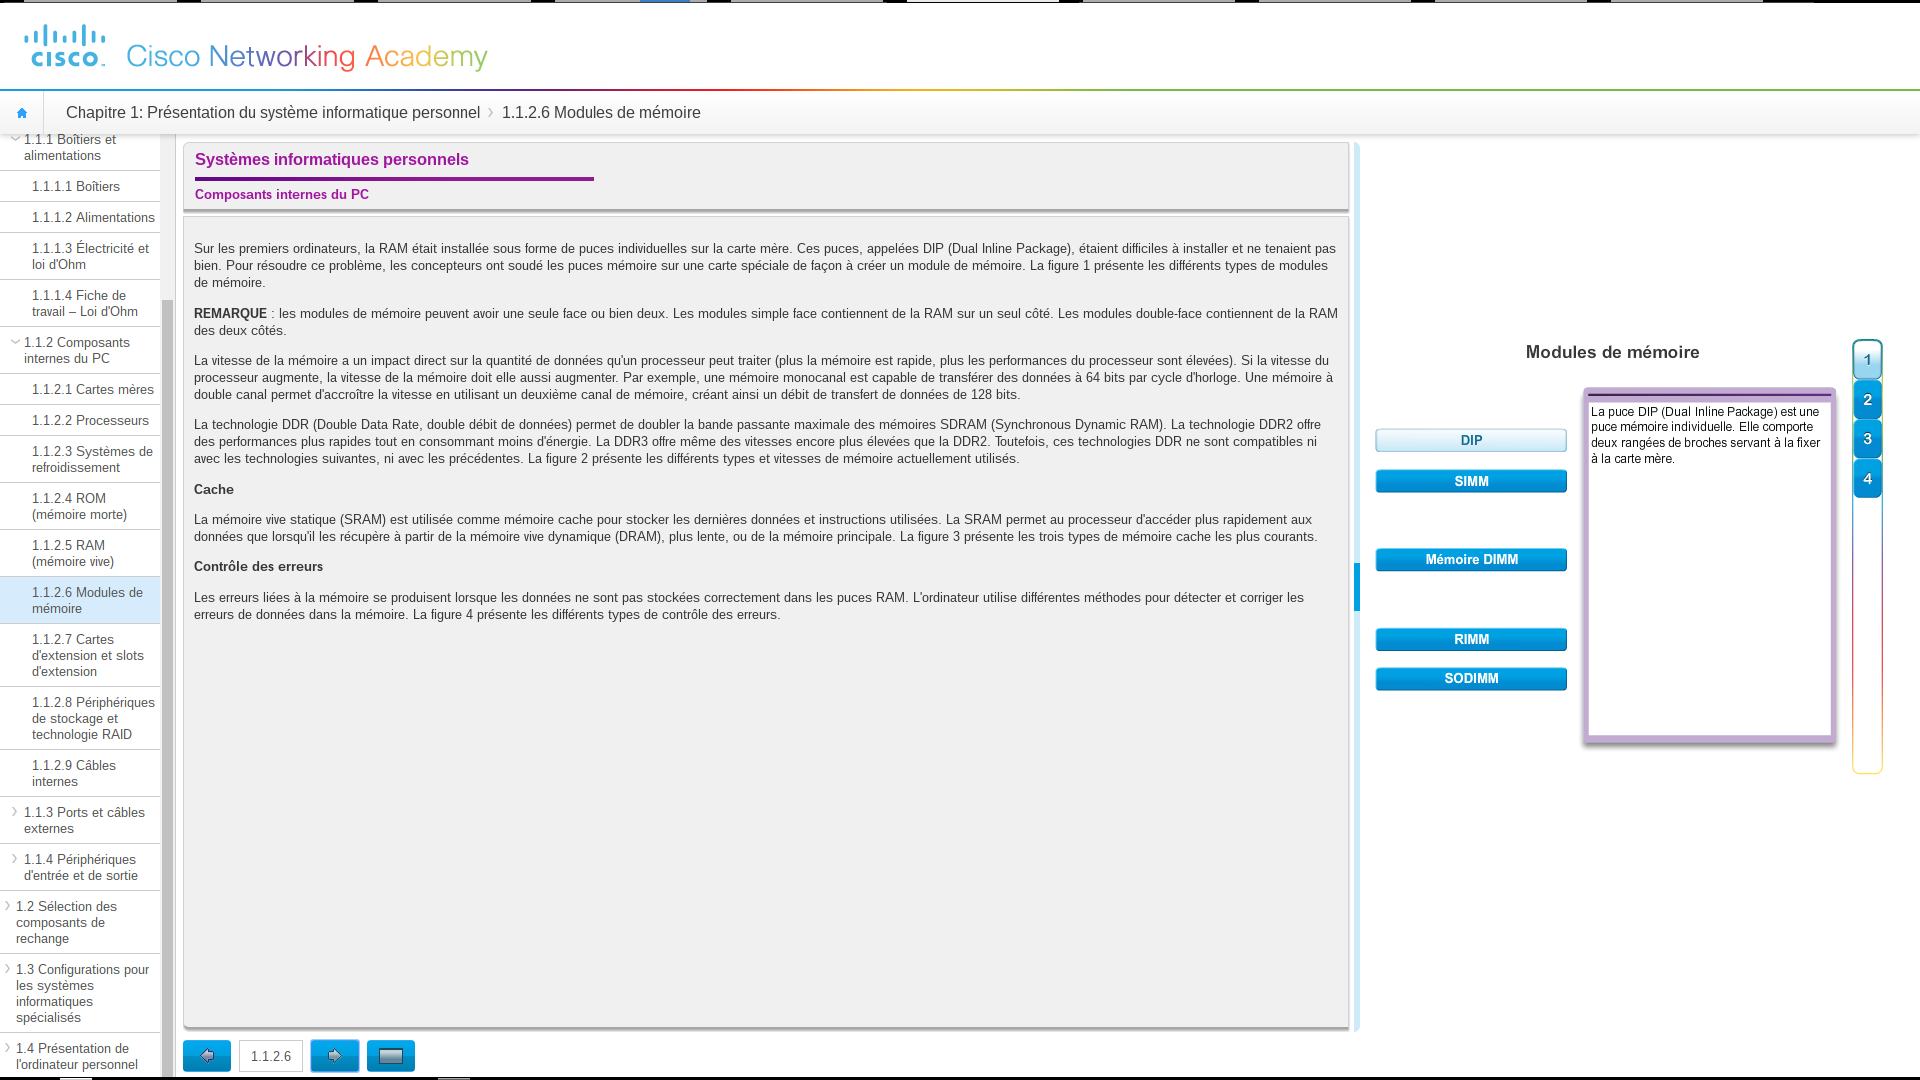 cisco
Cisco Networking Academy
Chapitre 1: Présentation du système informatique personnel
1.1.2.6 Modules de mémoire
1.1.1 Boîtiers et
alimentations
1.1.1.1 Boîtiers
1.1.1.2 Alimentations
1.1.1.3 Électricité et
loi d'Ohm
1.1.1.4 Fiche de
travail – Loi d'Ohm
1.1.2 Composants
internes du PC
1.1.2.1 Cartes mères
1.1.2.2 Processeurs
1.1.2.3 Systèmes de
refroidissement
1.1.2.4 ROM
(mémoire morte)
1.1.2.5 RAM
(mémoire vive)
1.1.2.6 Modules de
mémoire
1.1.2.7 Cartes
d'extension et slots
d'extension
1.1.2.8 Périphériques
de stockage et
technologie RAID
1.1.2.9 Câbles
internes
1.1.3 Ports et câbles
externes
1.1.4 Périphériques
d'entrée et de sortie
1.2 Sélection des
composants de
rechange
1.3 Configurations pour
les systèmes
informatiques
spécialisés
1.4 Présentation de
l'ordinateur personnel
Systèmes informatiques personnels
Composants internes du PC
Sur les premiers ordinateurs, la RAM était installée sous forme de puces individuelles sur la carte mère. Ces puces, appelées DIP (Dual Inline Package), étaient difficiles à installer et ne tenaient pas
bien. Pour résoudre ce problème, les concepteurs ont soudé les puces mémoire sur une carte spéciale de façon à créer un module de mémoire. La figure 1 présente les différents types de modules
de mémoire.
REMARQUE : les modules de mémoire peuvent avoir une seule face ou bien deux. Les modules simple face contiennent de la RAM sur un seul côté. Les modules double-face contiennent de la RAM
des deux côtés.
La vitesse de la mémoire a un impact direct sur la quantité de données qu'un processeur peut traiter (plus la mémoire est rapide, plus les performances du processeur sont élevées). Si la vitesse du
processeur augmente, la vitesse de la mémoire doit elle aussi augmenter. Par exemple, une mémoire monocanal est capable de transférer des données à 64 bits par cycle d'horloge. Une mémoire à
double canal permet d'accroître la vitesse en utilisant un deuxième canal de mémoire, créant ainsi un débit de transfert de données de 128 bits.
La technologie DDR (Double Data Rate, double débit de données) permet de doubler la bande passante maximale des mémoires SDRAM (Synchronous Dynamic RAM). La technologie DDR2 offre
des performances plus rapides tout en consommant moins d'énergie. La DDR3 offre même des vitesses encore plus élevées que la DDR2. Toutefois, ces technologies DDR ne sont compatibles ni
avec les technologies suivantes, ni avec les précédentes. La figure 2 présente les différents types et vitesses de mémoire actuellement utilisés.
Cache
La mémoire vive statique (SRAM) est utilisée comme mémoire cache pour stocker les dernières données et instructions utilisées. La SRAM permet au processeur d'accéder plus rapidement aux
données que lorsqu'il les récupère à partir de la mémoire vive dynamique (DRAM), plus lente, ou de la mémoire principale. La figure 3 présente les trois types de mémoire cache les plus courants.
Contrôle des erreurs
Les erreurs liées à la mémoire se produisent lorsque les données ne sont pas stockées correctement dans les puces RAM. L'ordinateur utilise différentes méthodes pour détecter et corriger les
erreurs de données dans la mémoire. La figure 4 présente les différents types de contrôle des erreurs.
1.1.2.6
Modules de mémoire
DIP
SIMM
Mémoire DIMM
RIMM
SODIMM
La puce DIP (Dual Inline Package) est une
puce mémoire individuelle. Elle comporte
deux rangées de broches servant à la fixer
à la carte mère.
1
2
3
4